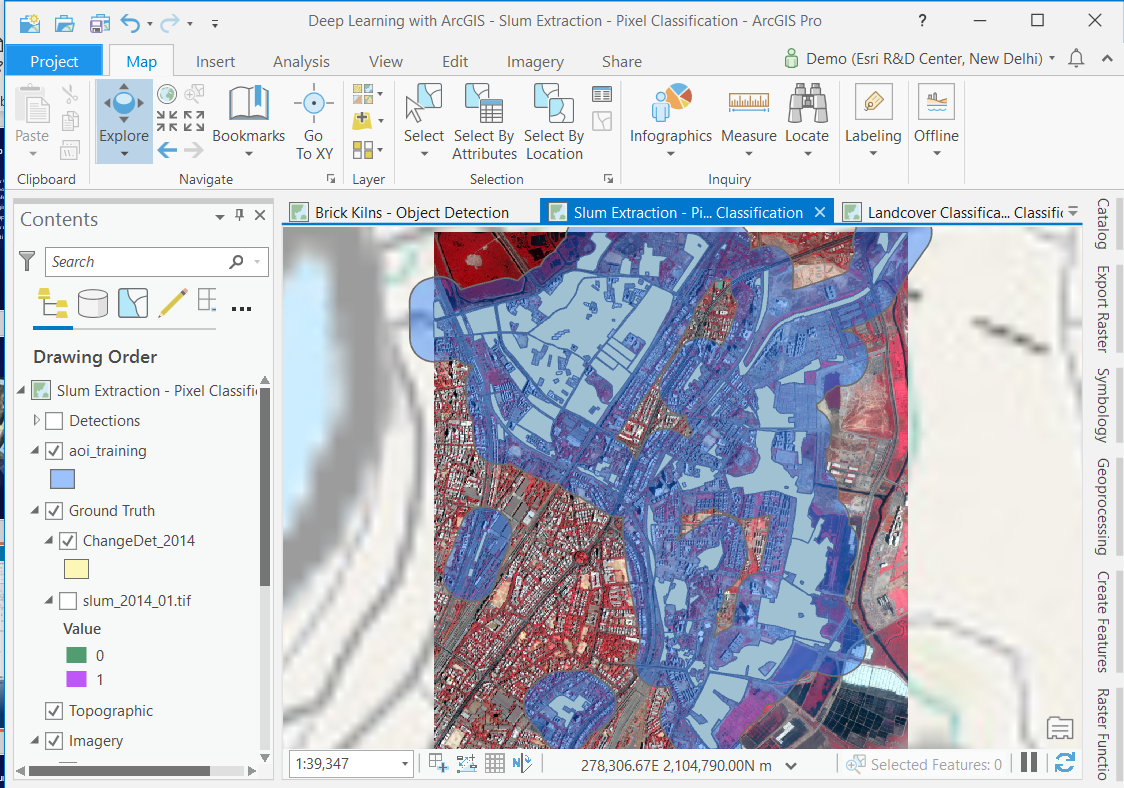 Deep Learning with ArcGIS - Slum Extraction - Pixel Classification - ArcGIS Pro
?
Project Map Insert Analysis View Edit Imagery Share
Demo (Esri R&D Center, New Delhi)
Paste
Explore
Bookmarks
Go To XY
Select
Select By Attributes
Select By Location
Infographics
Measure
Locate
Labeling
Offline
Clipboard
Navigate
Layer
Selection
Inquiry
Contents
Search
Drawing Order
Slum Extraction - Pixel Classifi
Detections
aoi_training
Ground Truth
ChangeDet_2014
slum_2014_01.tif
Value
0
1
Topographic
Imagery
Brick Kilns - Object Detection
Slum Extraction - Pi... Classification
Landcover Classifica... Classific
1:39,347
278,306.67E 2,104,790.00N m
Selected Features: 0
Catalog
Export Raster
Symbology
Geoprocessing
Create Features
Raster Functio